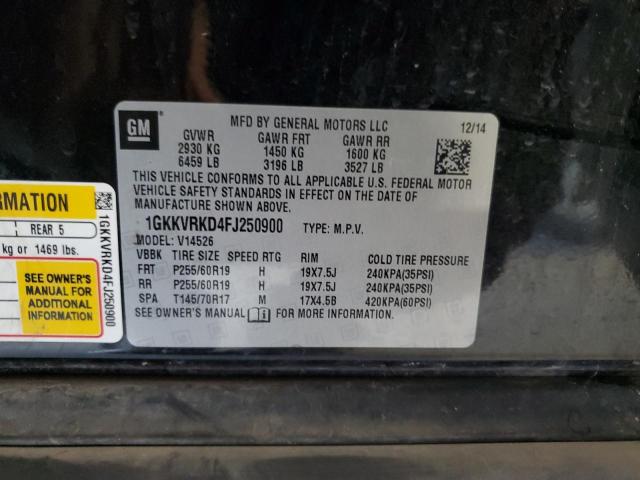 GM
MFD BY GENERAL MOTORS LLC 12/14
GVWR GAWR FRT GAWR RR
2930 KG 1450 KG 1600 KG
6459 LB 3196 LB 3527 LB
THIS VEHICLE CONFORMS TO ALL APPLICABLE U.S. FEDERAL MOTOR
VEHICLE SAFETY STANDARDS IN EFFECT ON THE DATE OF
MANUFACTURE SHOWN ABOVE.
1GKKVRKD4FJ250900 TYPE: M.P.V.
MODEL: V14526
VBBK TIRE SIZE SPEED RTG RIM COLD TIRE PRESSURE
FRT P255/60R19 H 19X7.5J 240KPA(35PSI)
RR P255/60R19 H 19X7.5J 240KPA(35PSI)
SPA T145/70R17 M 17X4.5B 420KPA(60PSI)
SEE OWNER'S MANUAL FOR MORE INFORMATION.
RMATION
REAR 5
kg or 1469 lbs.
SEE OWNER'S
MANUAL FOR
ADDITIONAL
INFORMATION
1GKKVRKD4FJ250900